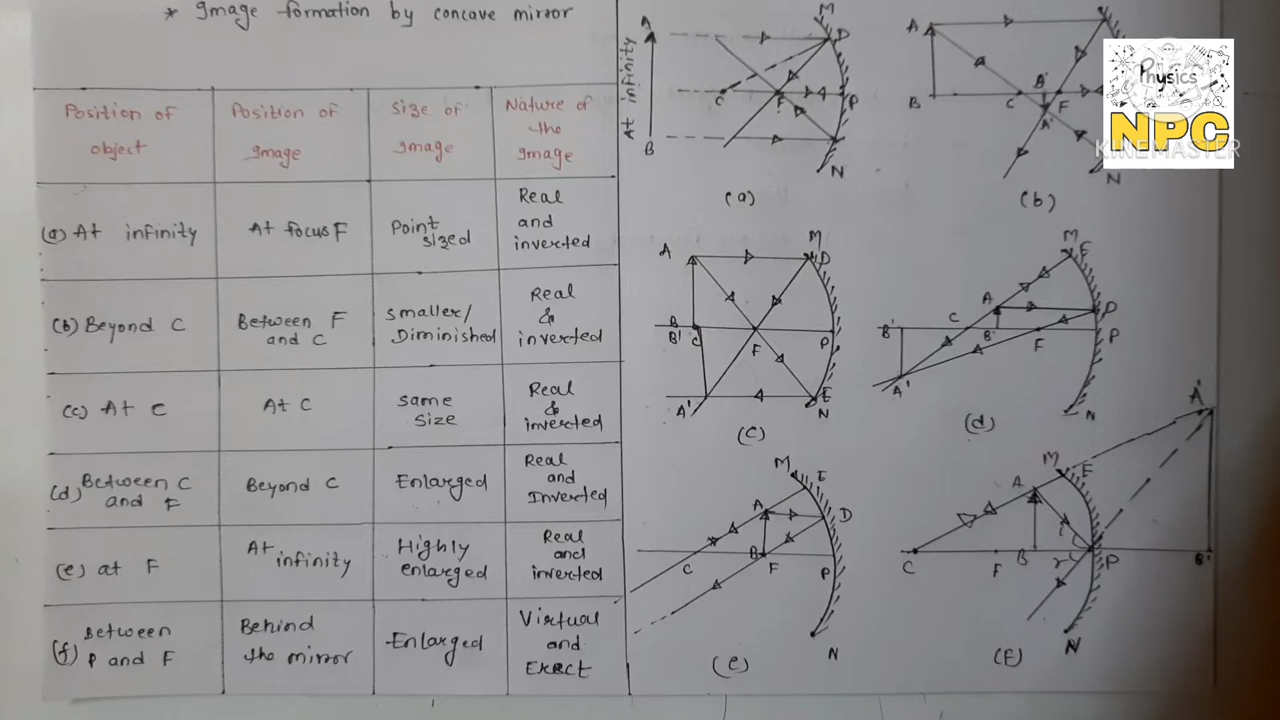 * Image formation by concave mirror
Position of
object
Position of
Image
Size of
Image
Nature of
the
Image
(a) At infinity
At focus F
Point
sized
Real
and
inverted
(b) Beyond C
Between F
and C
smaller/
Diminished
Real
&
inverted
(c) At C
At C
same
size
Real
&
inverted
(d) Between C
and F
Beyond C
Enlarged
Real
and
Inverted
(e) at F
At
infinity
Highly
enlarged
Real
and
inverted
(f) Between
P and F
Behind
the mirror
Enlarged
Virtual
and
Erect
At infinity
A
B
M
D
C
F
P
N
(a)
A
B
C
B'
F
A'
N
(b)
Physics
NPC
KINEMASTER
A
M
D
B
B'
C
F
P
A'
E
N
(c)
M
E
A
D
C
B'
B'
F
P
A'
N
(d)
M
E
A
D
B
C
F
P
N
(e)
A'
M
E
A
i
C
F
B
r
P
B'
N
(f)